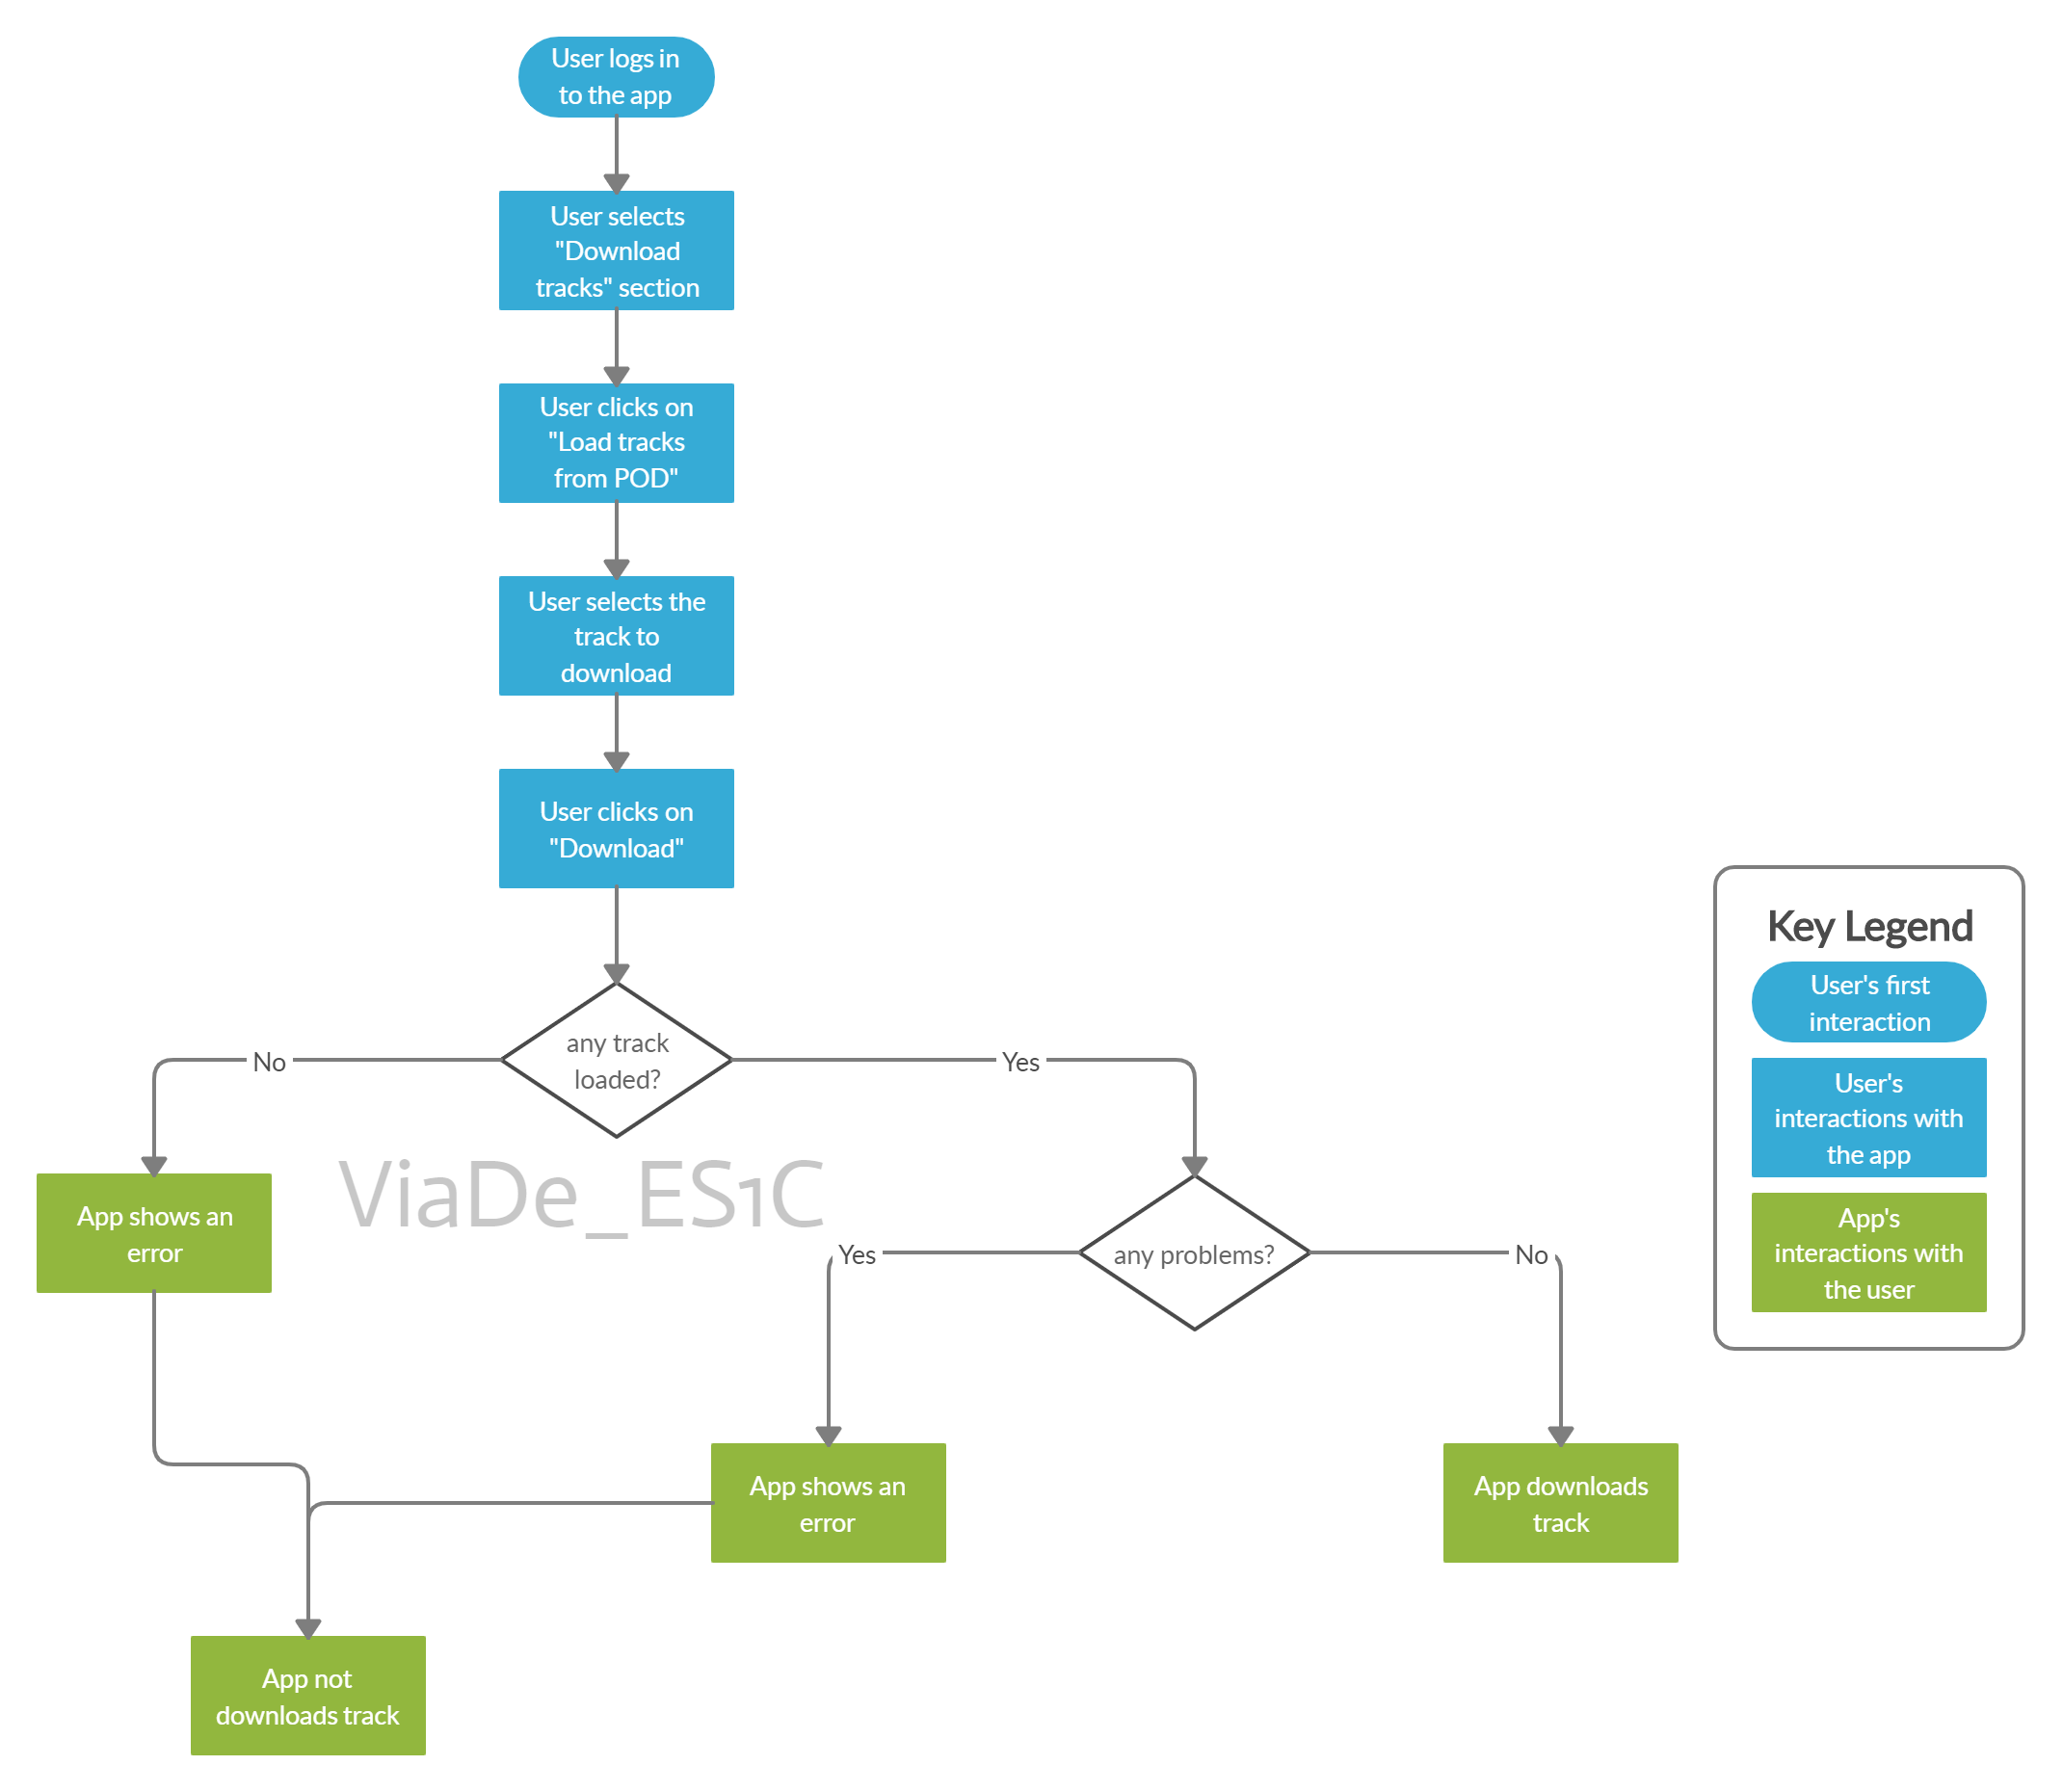 User logs in
to the app
User selects
"Download
tracks" section
User clicks on
"Load tracks
from POD"
User selects the
track to
download
User clicks on
"Download"
any track
loaded?
No
Yes
App shows an
error
ViaDe_ES1C
any problems?
Yes
No
App shows an
error
App downloads
track
App not
downloads track
Key Legend
User's first
interaction
User's
interactions with
the app
App's
interactions with
the user